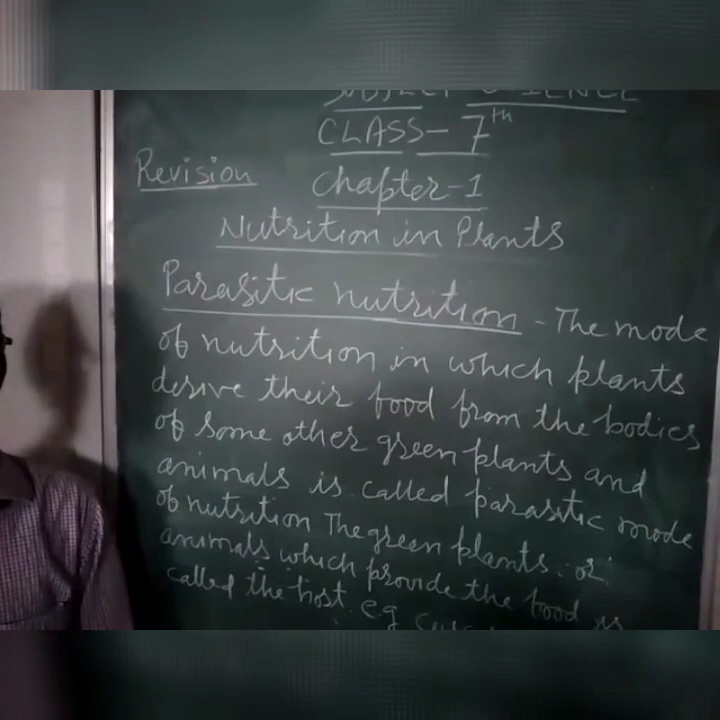 CLASS- 7th
Revision
Chapter-1
Nutrition in Plants
Parasitic nutrition - The mode
of nutrition in which plants
derive their food from the bodies
of some other green plants and
animals is called parasitic mode
of nutrition The green plants or
animals which provide the food is
called the host. e.g